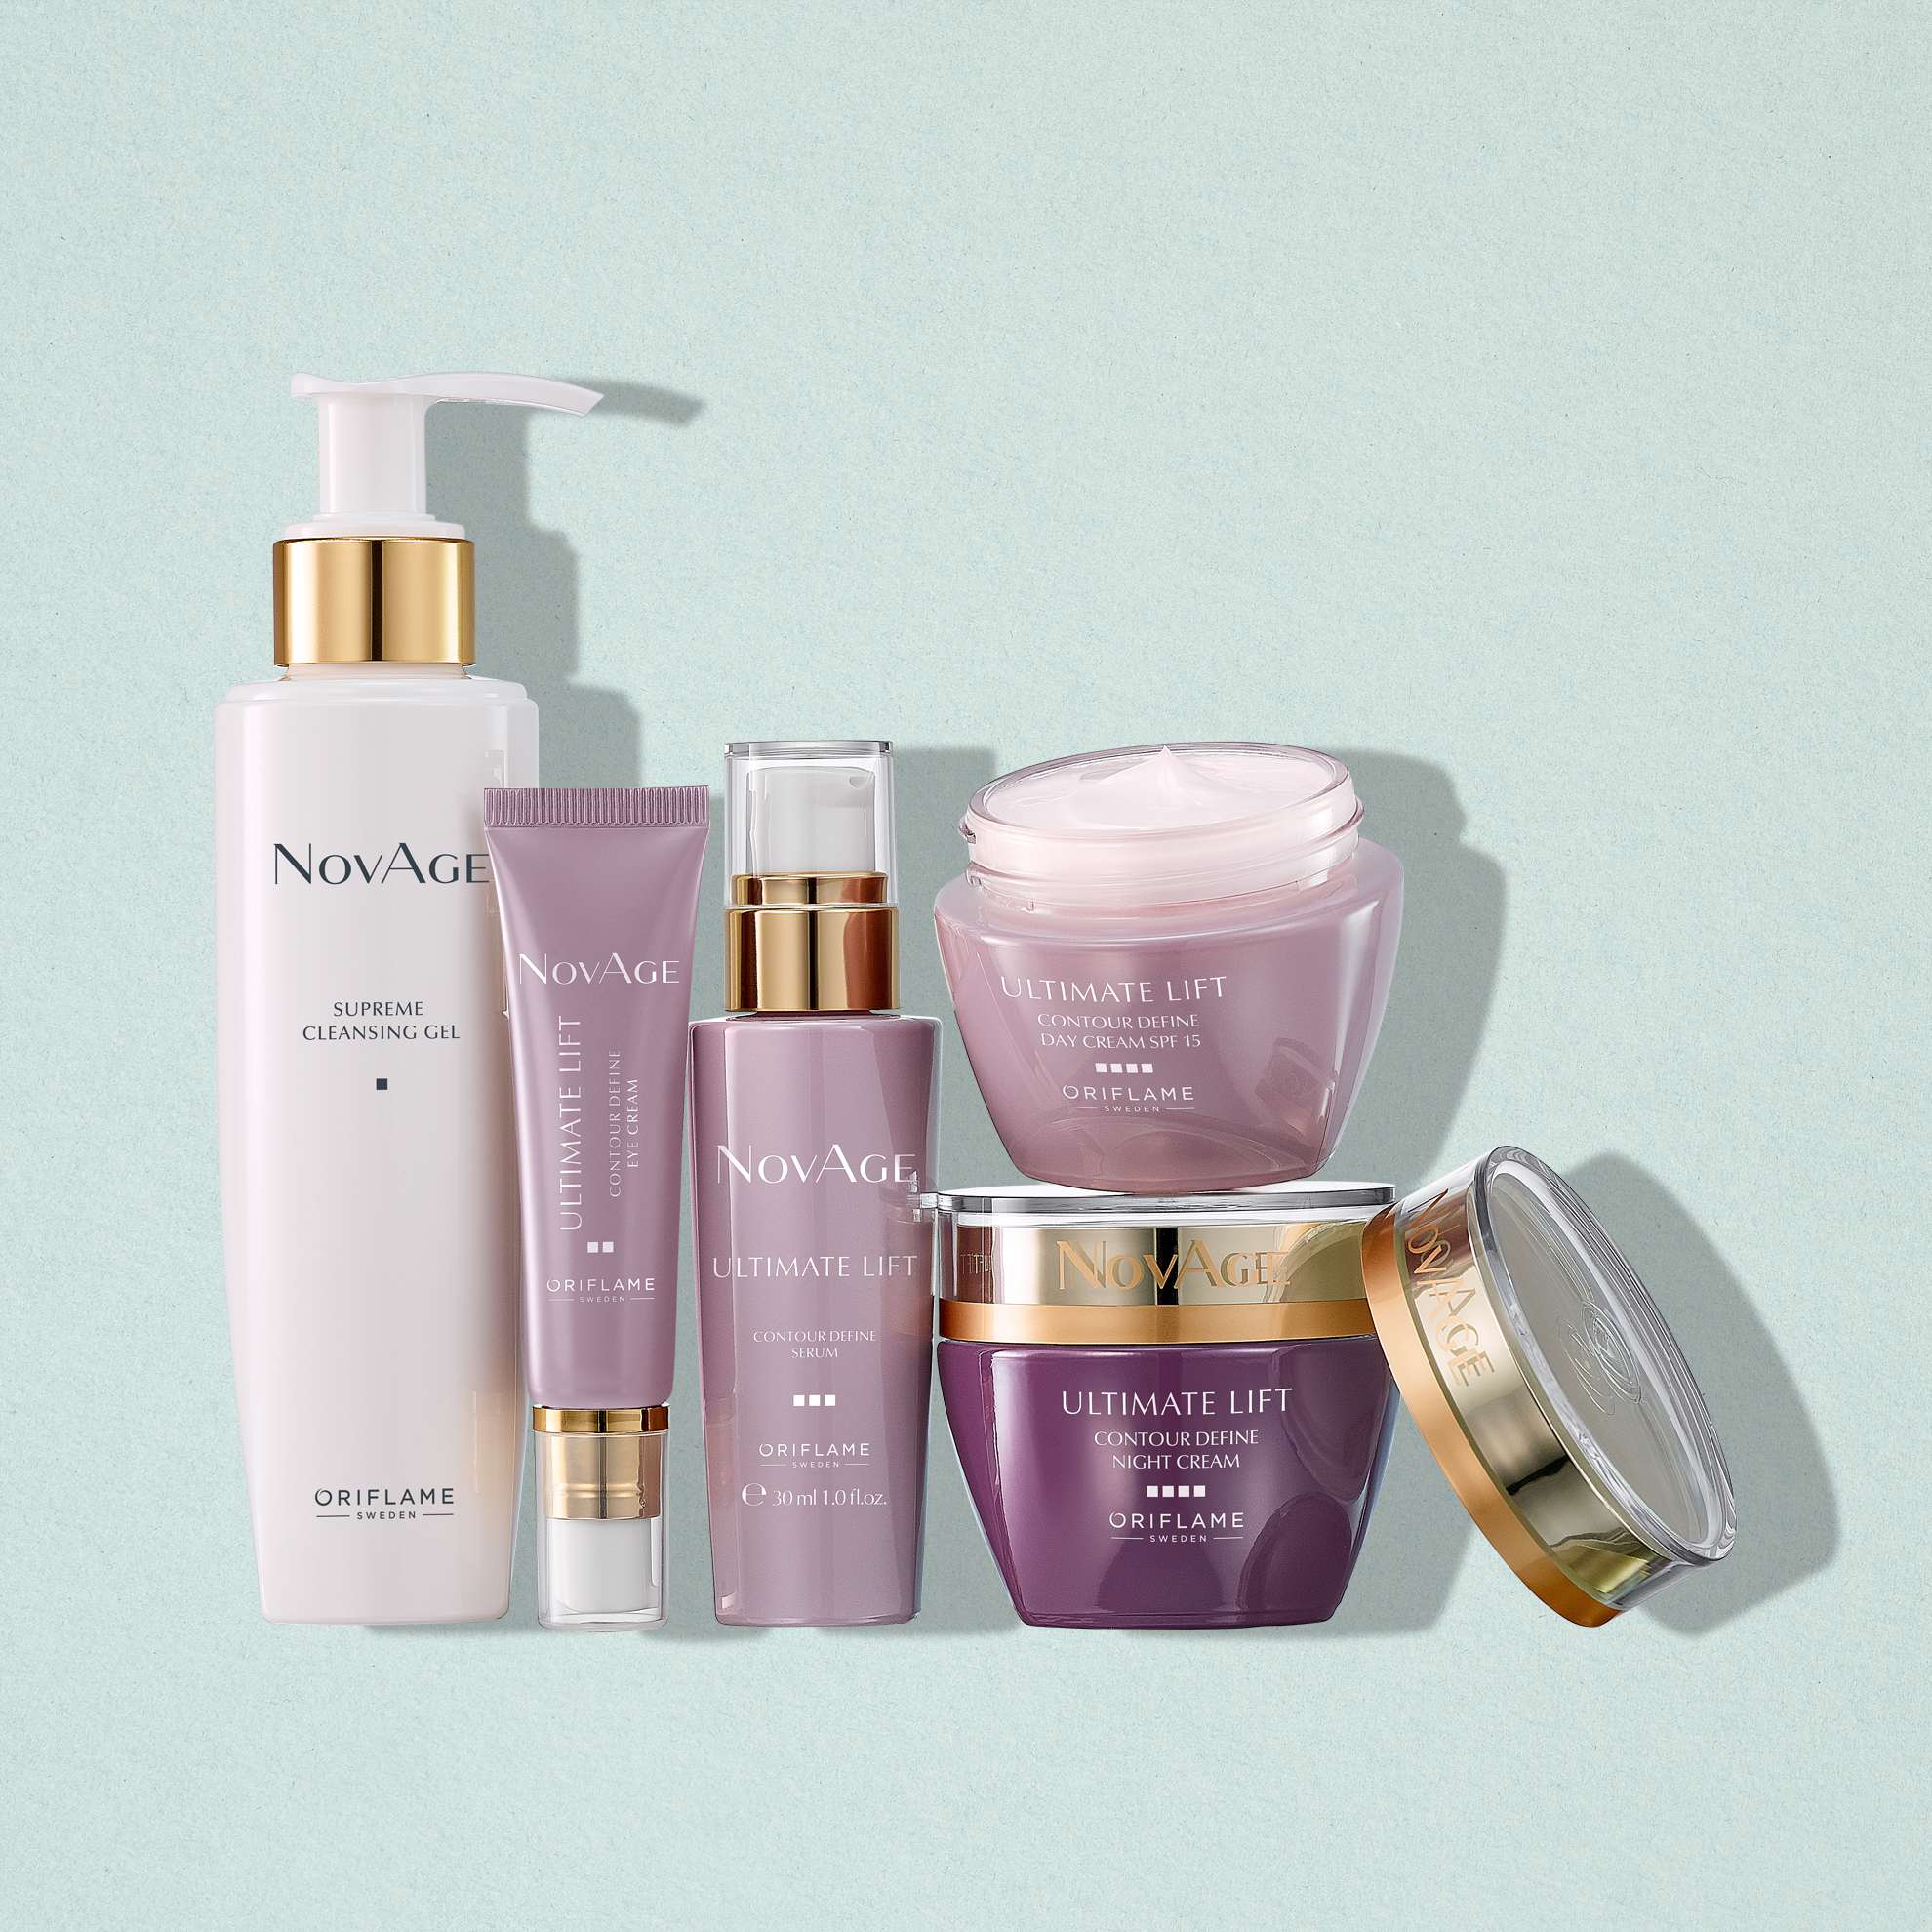 NOVAGE
SUPREME
CLEANSING GEL
ORIFLAME
SWEDEN
NOVAGE
ULTIMATE LIFT
CONTOUR DEFINE
EYE CREAM
ORIFLAME
SWEDEN
NOVAGE
ULTIMATE LIFT
CONTOUR DEFINE
SERUM
ORIFLAME
SWEDEN
℮ 30 ml 1.0 fl.oz.
ULTIMATE LIFT
CONTOUR DEFINE
DAY CREAM SPF 15
ORIFLAME
SWEDEN
NOVAGE
ULTIMATE LIFT
CONTOUR DEFINE
NIGHT CREAM
ORIFLAME
SWEDEN
NOVAGE